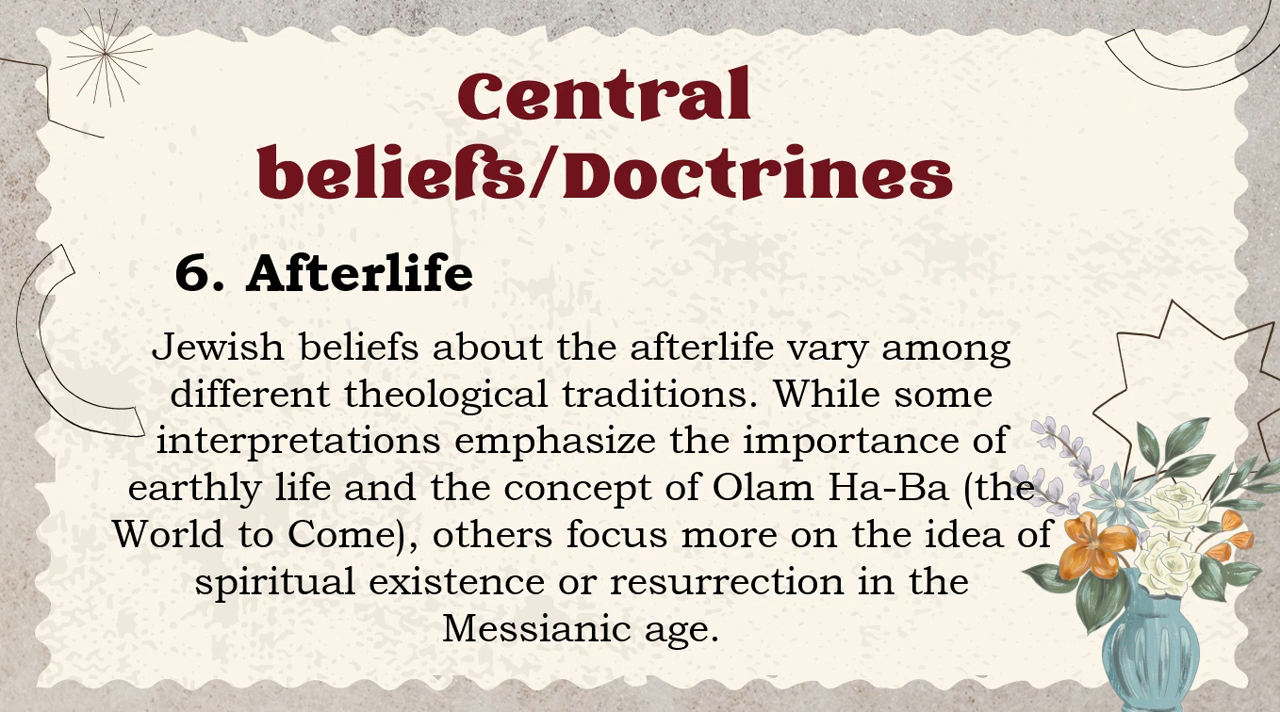 Central
beliefs/Doctrines
6. Afterlife
Jewish beliefs about the afterlife vary among
different theological traditions. While some
interpretations emphasize the importance of
earthly life and the concept of Olam Ha-Ba (the
World to Come), others focus more on the idea of
spiritual existence or resurrection in the
Messianic age.